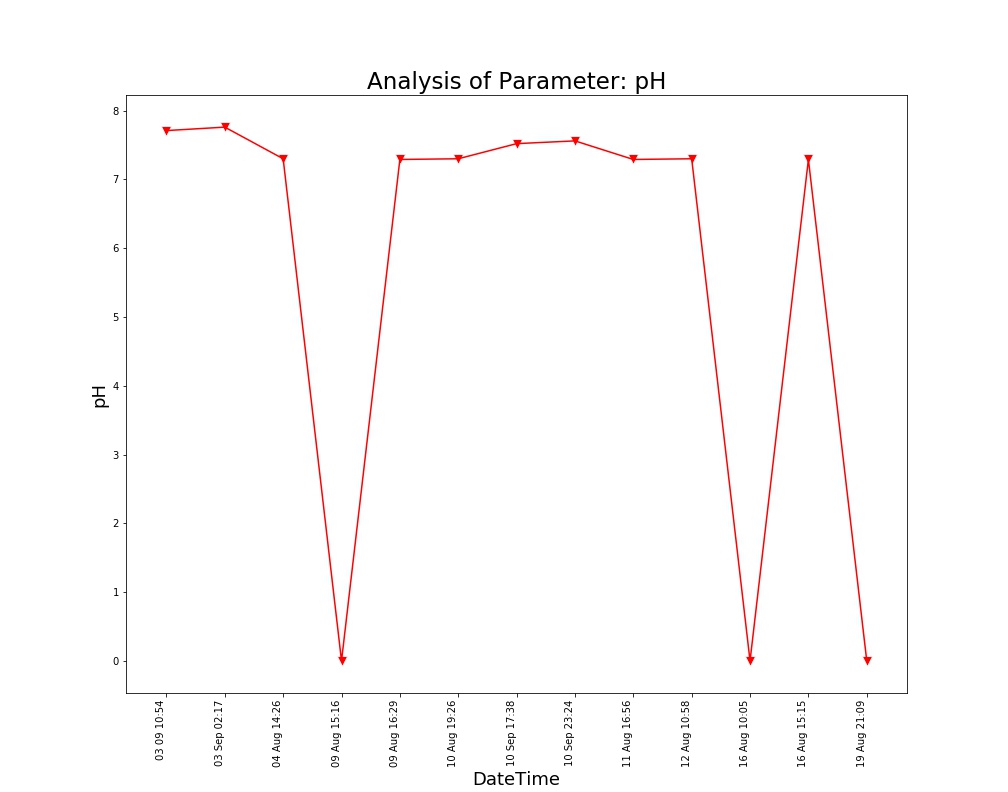 Analysis of Parameter: pH
8
7
6
5
4
3
2
1
0
pH
03 09 10:54
03 Sep 02:17
04 Aug 14:26
09 Aug 15:16
09 Aug 16:29
10 Aug 19:26
10 Sep 17:38
10 Sep 23:24
11 Aug 16:56
12 Aug 10:58
16 Aug 10:05
16 Aug 15:15
19 Aug 21:09
DateTime